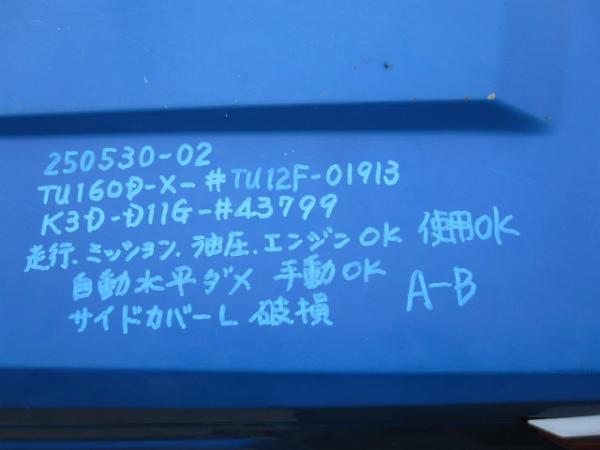 250530-02
TU160D-X-#TU12F-01913
K3D-D11G-#43799
走行.ミッション.油圧.エンジンOK 使用OK
自動水平ダメ 手動OK
A-B
サイドカバーL 破損